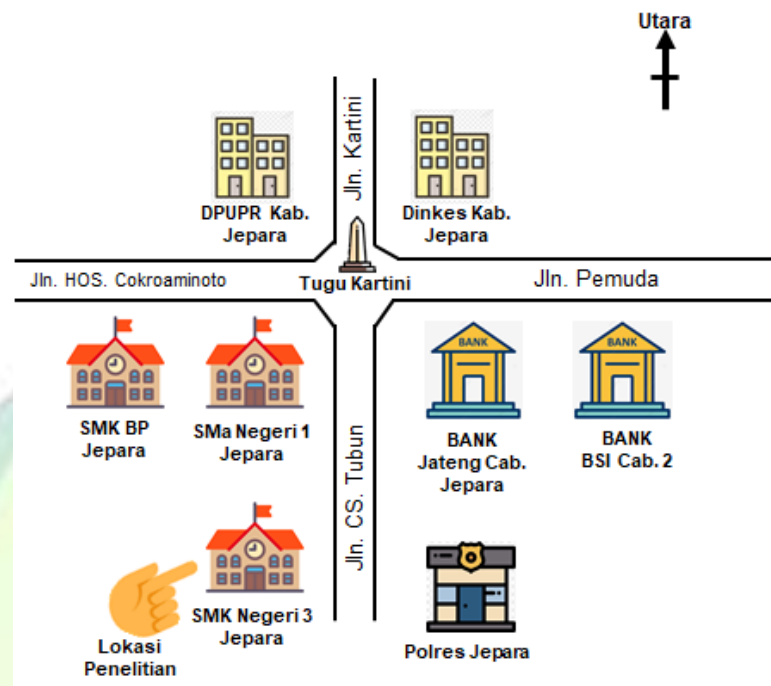 Utara
Jln. Kartini
DPUPR Kab.
Jepara
Dinkes Kab.
Jepara
Jln. HOS. Cokroaminoto
Tugu Kartini
Jln. Pemuda
BANK
BANK
SMK BP
Jepara
SMa Negeri 1
Jepara
Jln. CS. Tubun
BANK
Jateng Cab.
Jepara
BANK
BSI Cab. 2
Lokasi
Penelitian
SMK Negeri 3
Jepara
Polres Jepara